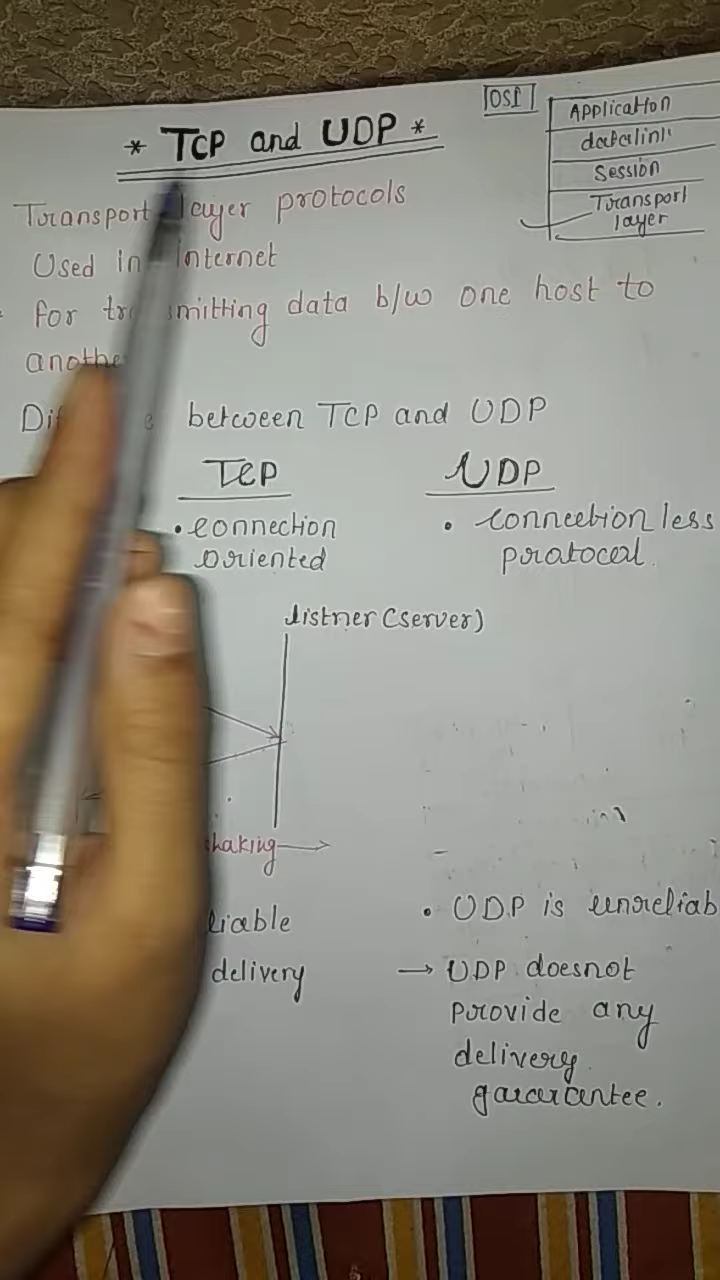 * TCP and UDP *
OSI
Application
datalink
Session
Transport
layer
Transport layer protocols
Used in internet
for transmitting data b/w one host to
another
between TCP and UDP
TCP
UDP
• connection
oriented
• connection less
protocol.
listner (server)
• UDP is
delivery
→ UDP doesnot
provide any
delivery
gararantee.